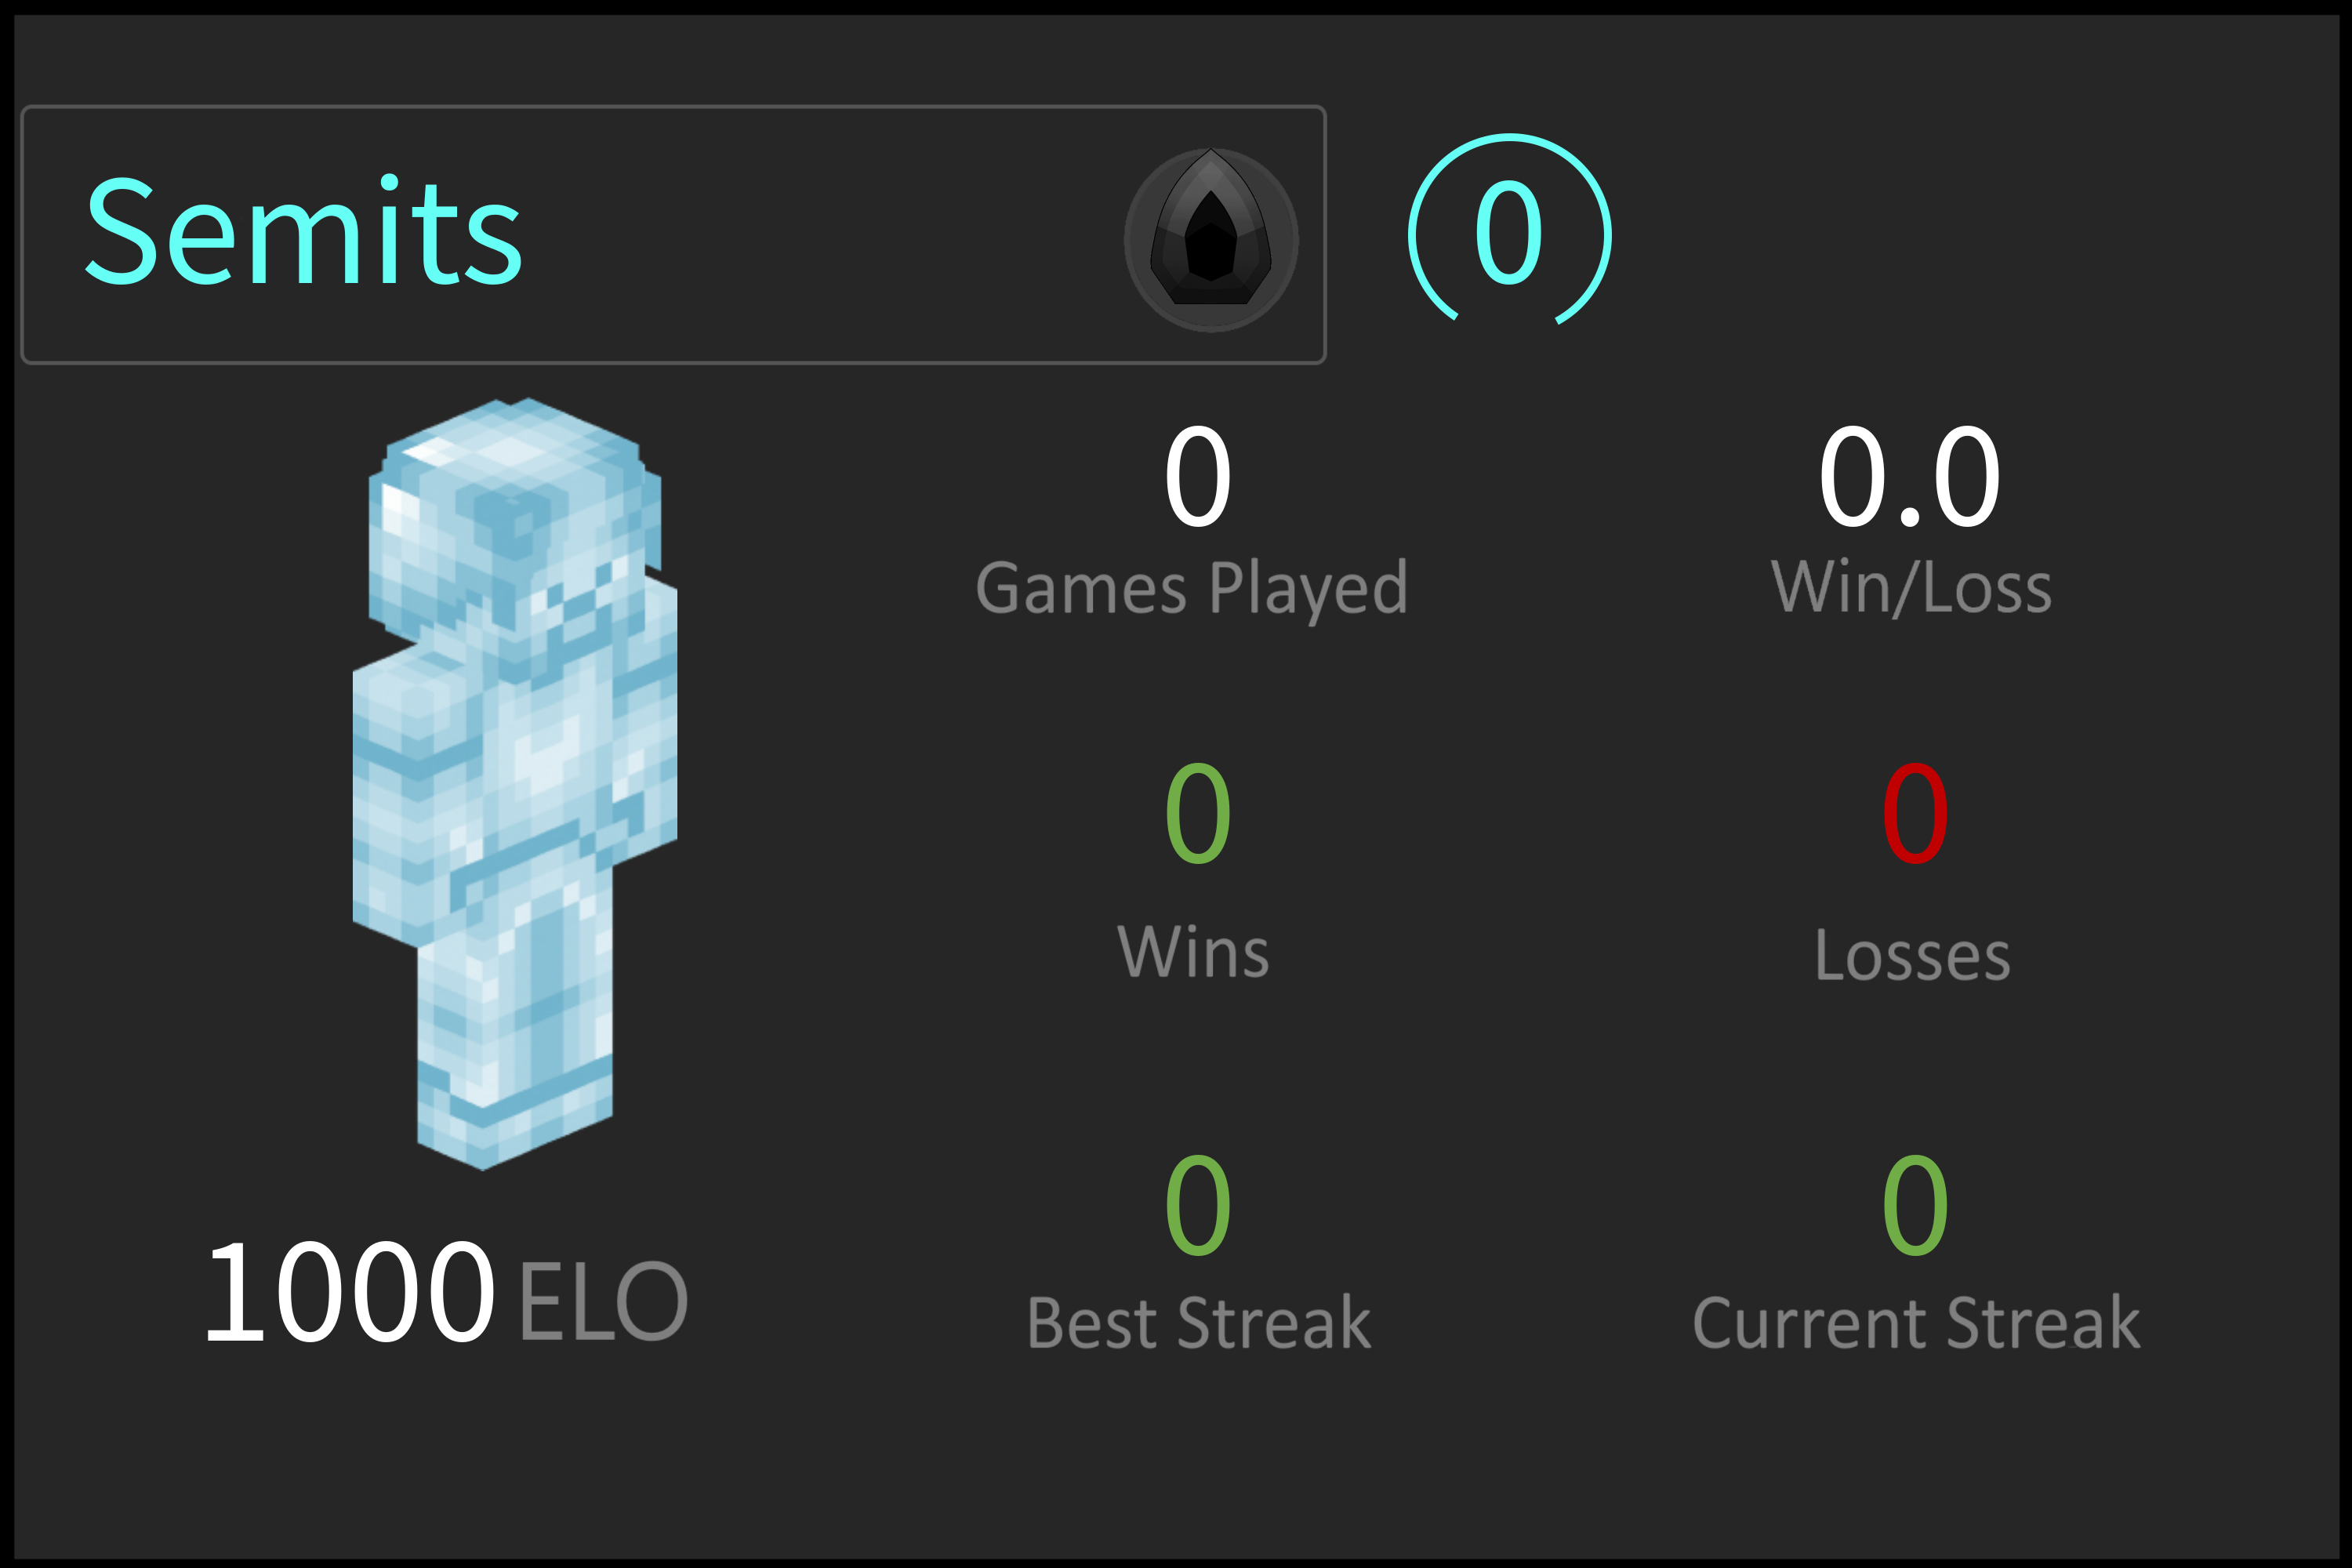 Semits
0
0
0.0
Games Played
Win/Loss
0
0
Wins
Losses
0
0
1000 ELO
Best Streak
Current Streak